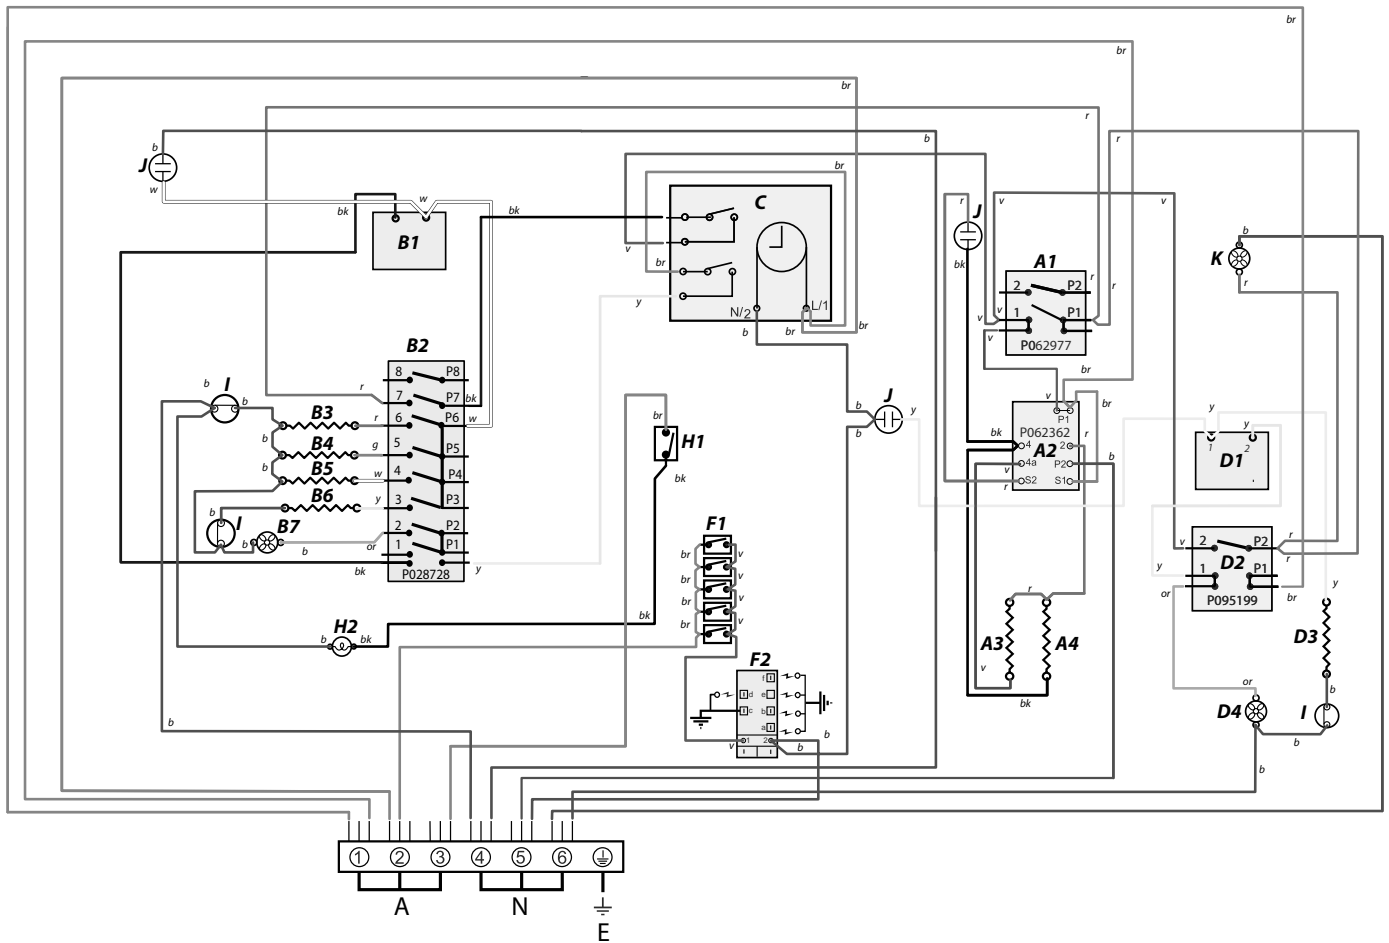 br
br
br
r
r
b
b
J
w
w
bk
B1
bk
br
v
br
y
C
N/2
L/1
b
br
br
r
J
bk
v
v
A1
r
r
2
P2
v
v
1
P1
v
P062977
v
b
K
r
B2
I
b
b
r
8
P8
7
P7
bk
B3
r
6
P6
w
b
B4
g
5
P5
b
B5
w
4
P4
B6
y
3
P3
b
I
B7
b
b
or
2
P2
1
P1
bk
P028728
y
br
H1
bk
J
b
y
b
br
br
v
P1
P062362
r
bk
4
2
A2
v
4a
P2
b
r
S2
S1
y
y
1
2
D1
v
2
P2
r
r
D2
y
1
P1
or
P095199
br
y
F1
br
v
br
v
br
v
br
bk
H2
b
bk
r
A3
A4
v
bk
D3
b
or
D4
I
b
b
F2
f
d
e
c
b
a
v
1
2
b
b
b
1
2
3
4
5
6
A
N
E